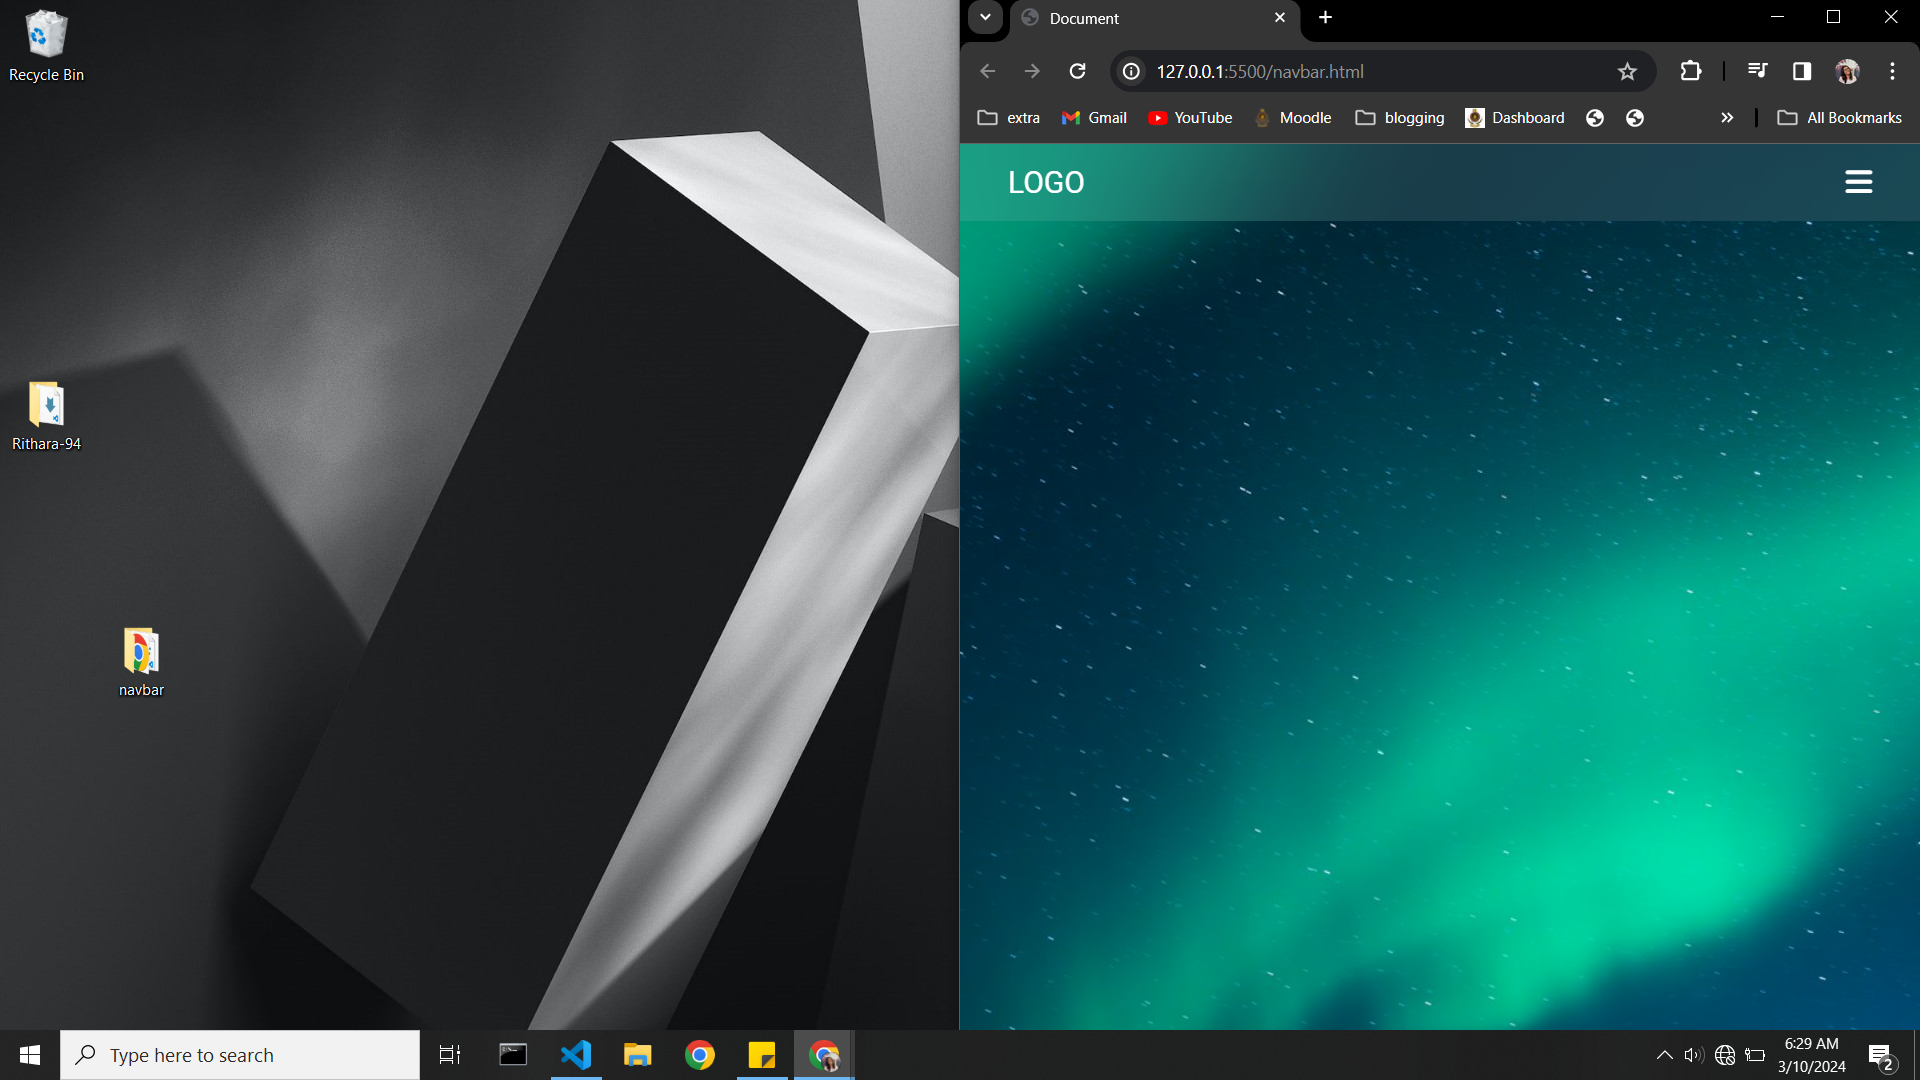 Recycle Bin
Rithara-94
navbar
Document
127.0.0.1:5500/navbar.html
extra
Gmail
YouTube
Moodle
blogging
Dashboard
All Bookmarks
LOGO
Type here to search
6:29 AM
3/10/2024
2